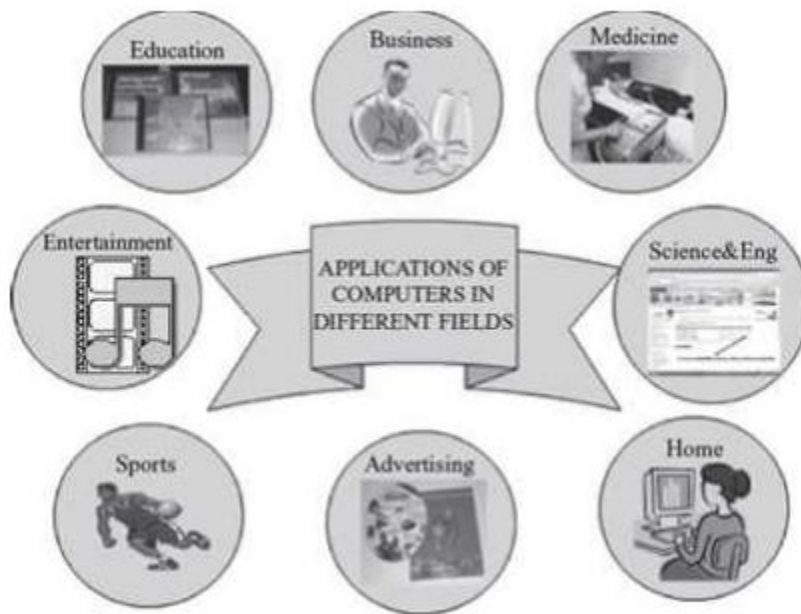 Education
Business
Medicine
Entertainment
APPLICATIONS OF
COMPUTERS IN
DIFFERENT FIELDS
Science&Eng
Sports
Advertising
Home